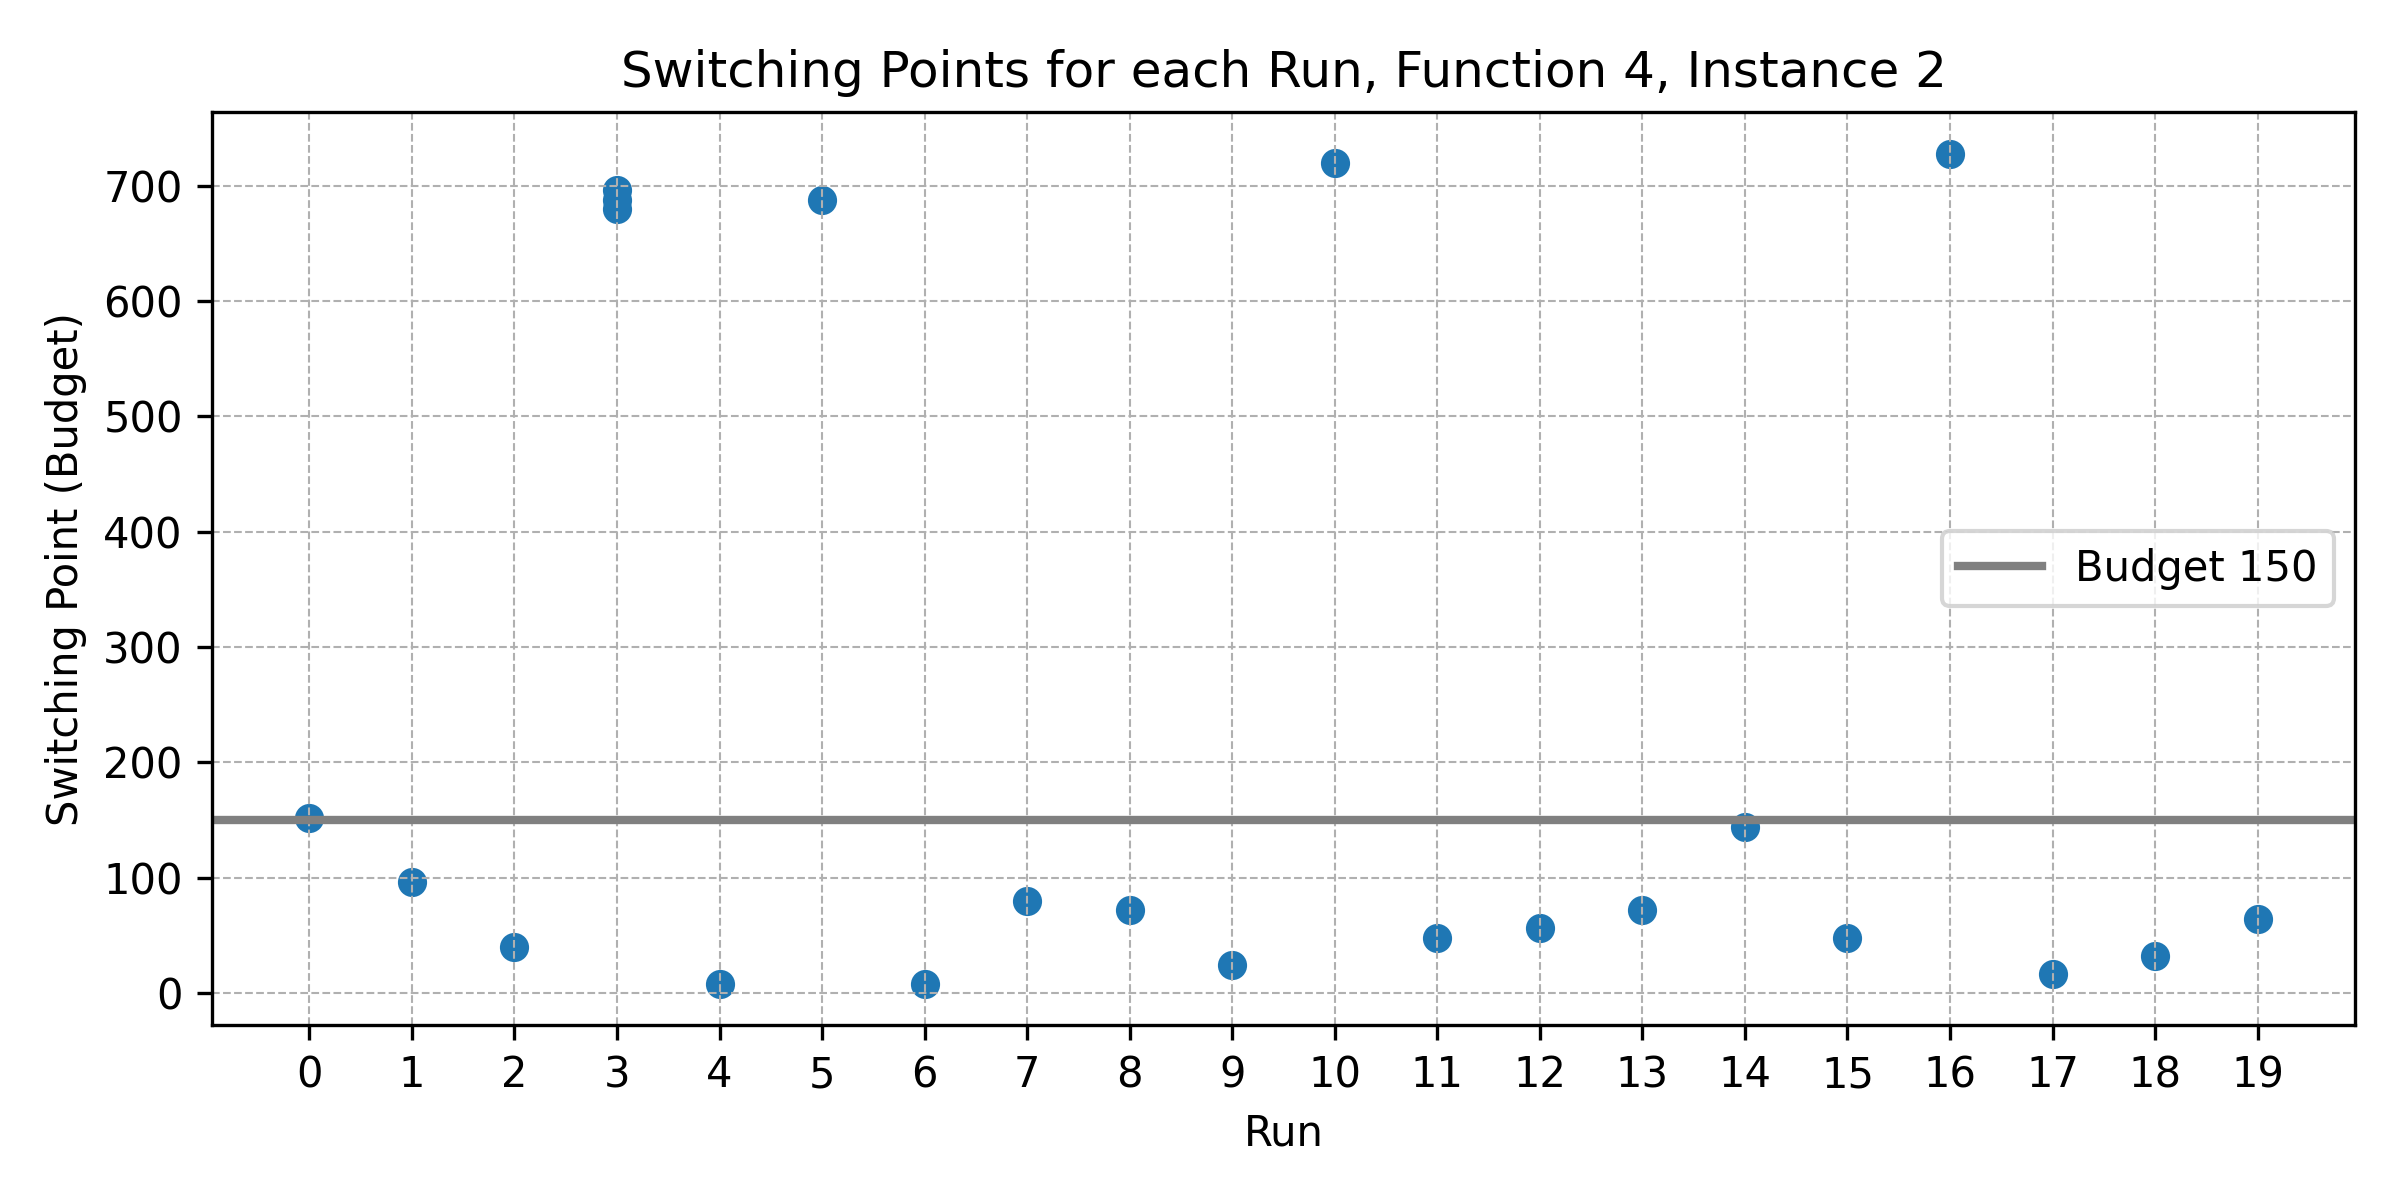 Switching Points for each Run, Function 4, Instance 2
Switching Point (Budget)
700
600
500
400
300
200
100
0
Budget 150
0 1 2 3 4 5 6 7 8 9 10 11 12 13 14 15 16 17 18 19
Run